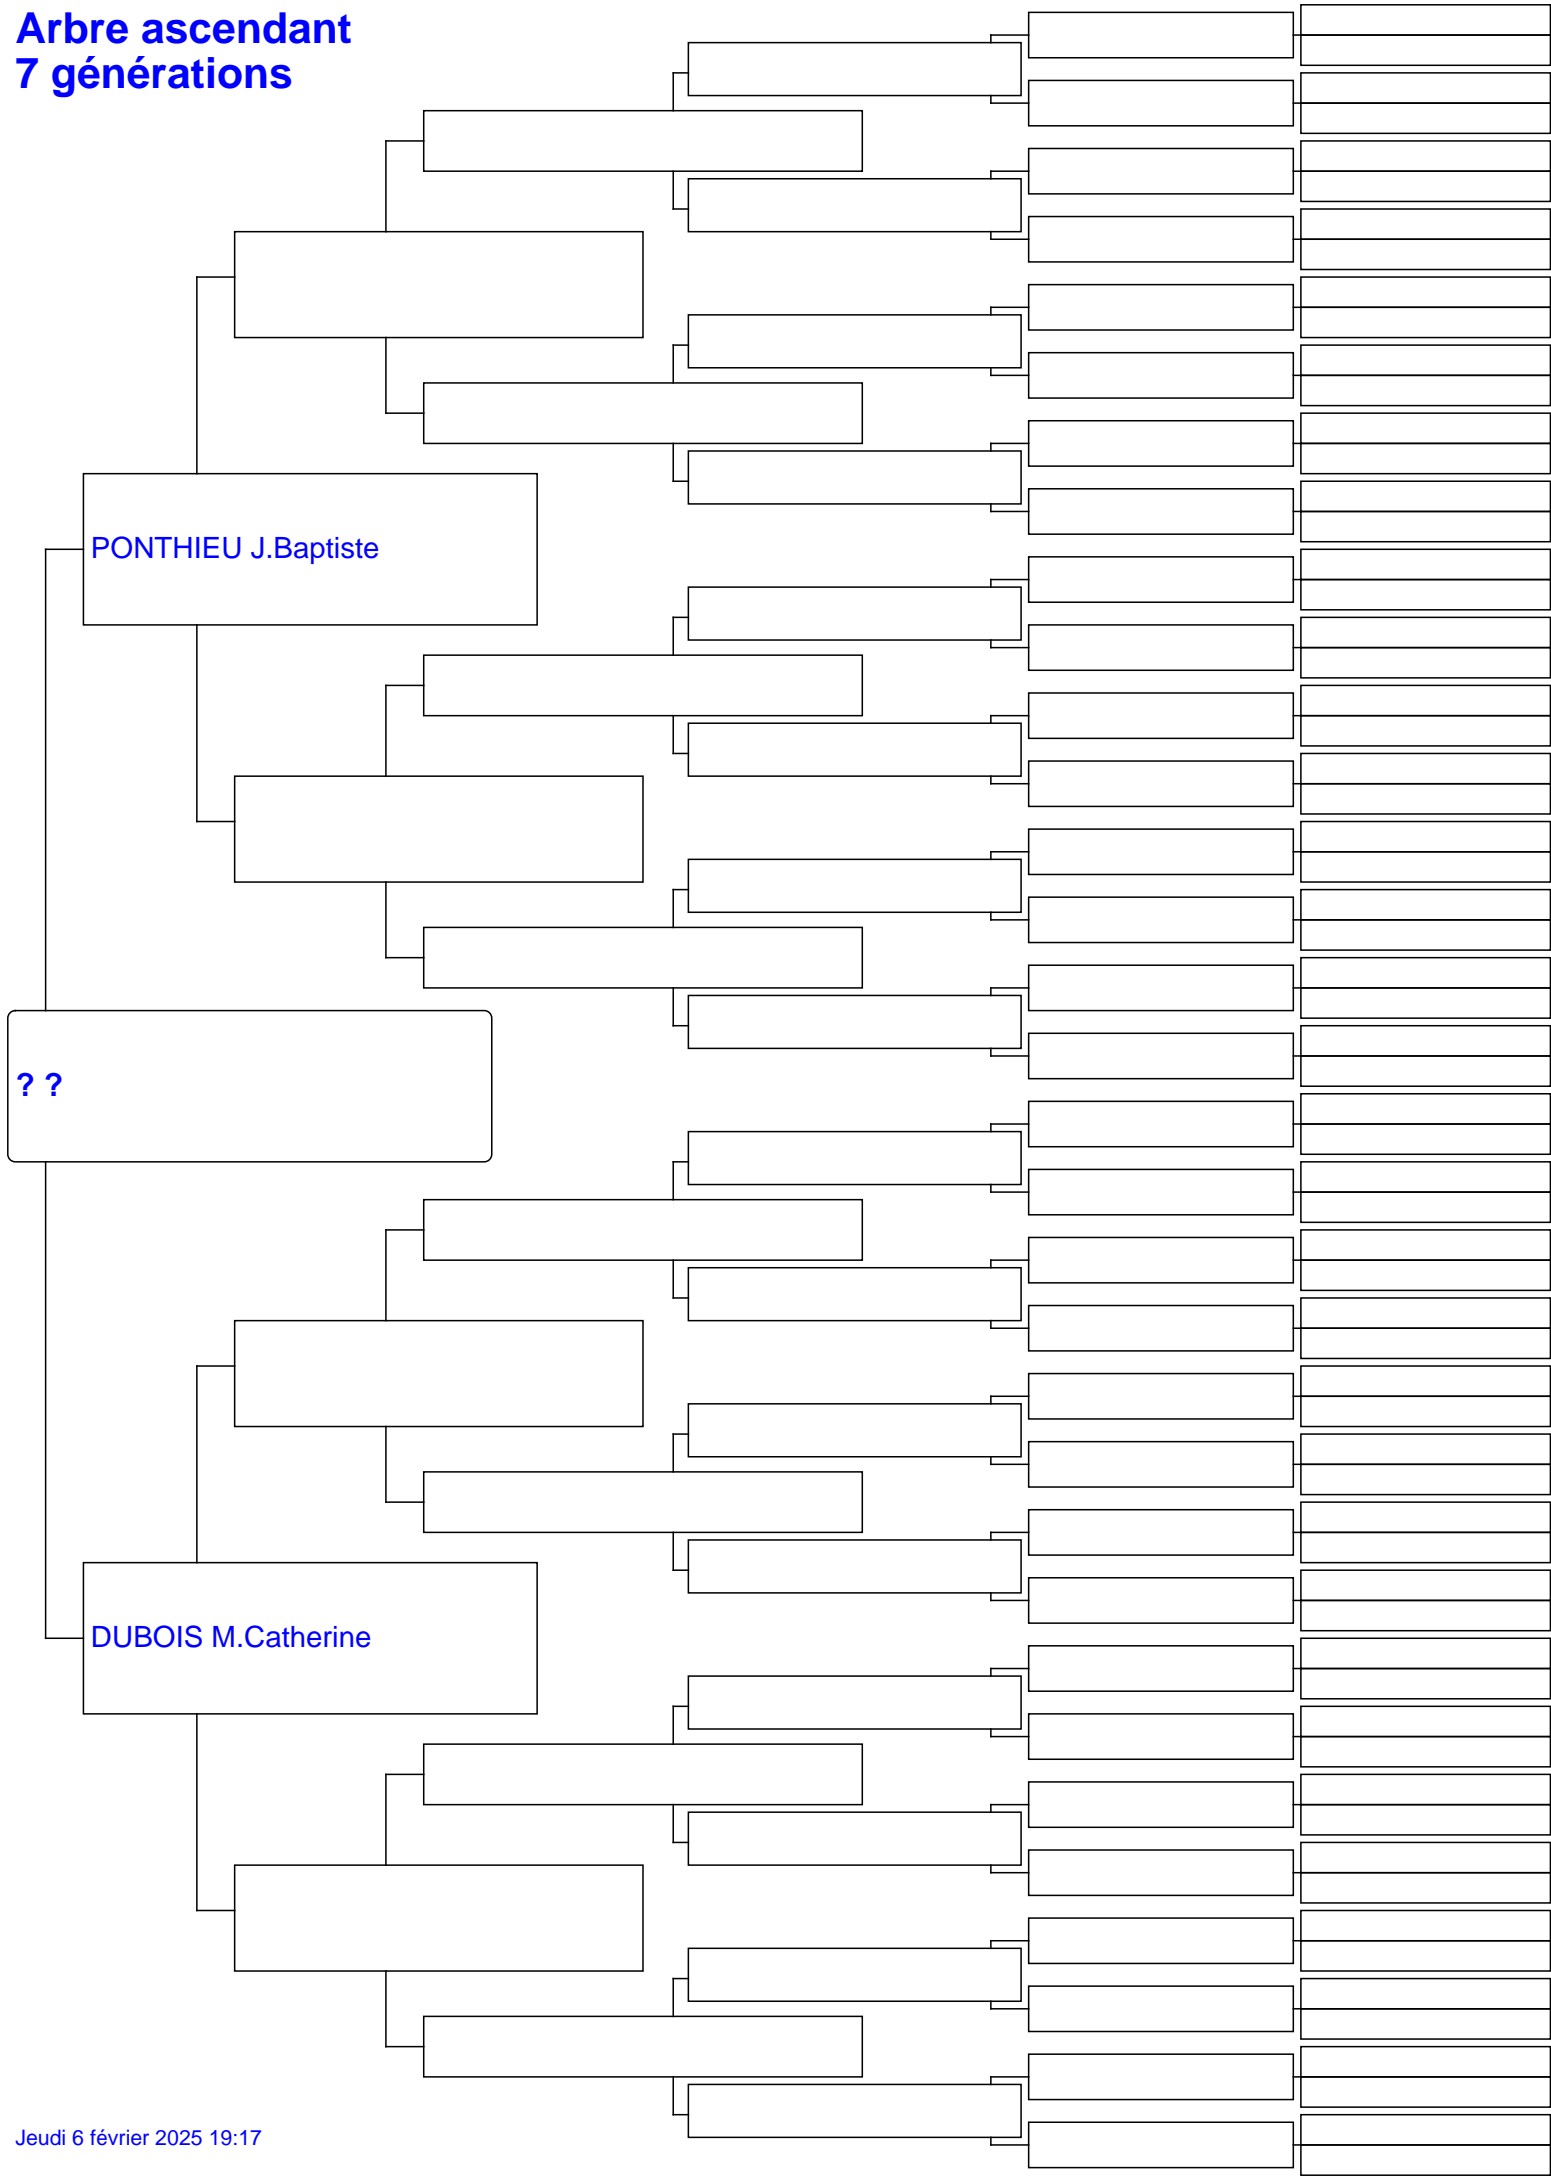 Arbre ascendant
7 générations
PONTHIEU J.Baptiste
? ?
DUBOIS M.Catherine
Jeudi 6 février 2025 19:17